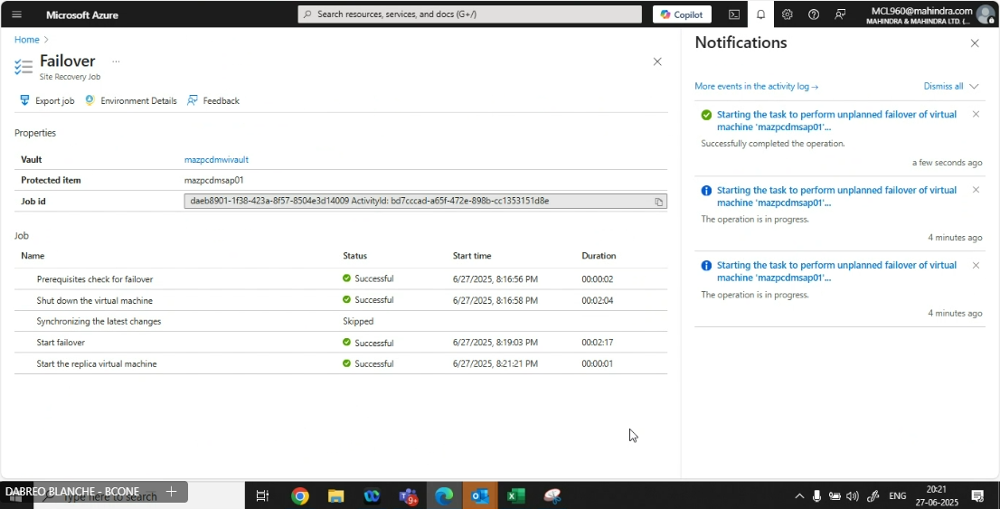 Microsoft Azure
Search resources, services, and docs (G+/)
Copilot
MCL960@mahindra.com
MAHINDRA & MAHINDRA LTD. (...
Home >
Failover ...
Site Recovery Job
Export job Environment Details Feedback
Properties
Vault mazpcdmwivault
Protected item mazpcdmsap01
Job id daeb8901-1f38-423a-8f57-8504e3d14009 ActivityId: bd7cccad-a65f-472e-898b-cc1353151d8e
Job
Name Status Start time Duration
Prerequisites check for failover Successful 6/27/2025, 8:16:56 PM 00:00:02
Shut down the virtual machine Successful 6/27/2025, 8:16:58 PM 00:02:04
Synchronizing the latest changes Skipped
Start failover Successful 6/27/2025, 8:19:03 PM 00:02:17
Start the replica virtual machine Successful 6/27/2025, 8:21:21 PM 00:00:01
Notifications
More events in the activity log → Dismiss all
Starting the task to perform unplanned failover of virtual
machine 'mazpcdmsap01'...
Successfully completed the operation.
a few seconds ago
Starting the task to perform unplanned failover of virtual
machine 'mazpcdmsap01'...
The operation is in progress.
4 minutes ago
Starting the task to perform unplanned failover of virtual
machine 'mazpcdmsap01'...
The operation is in progress.
4 minutes ago
DABREO BLANCHE - BCONE
Type here to search
9+
ENG
20:21
27-06-2025